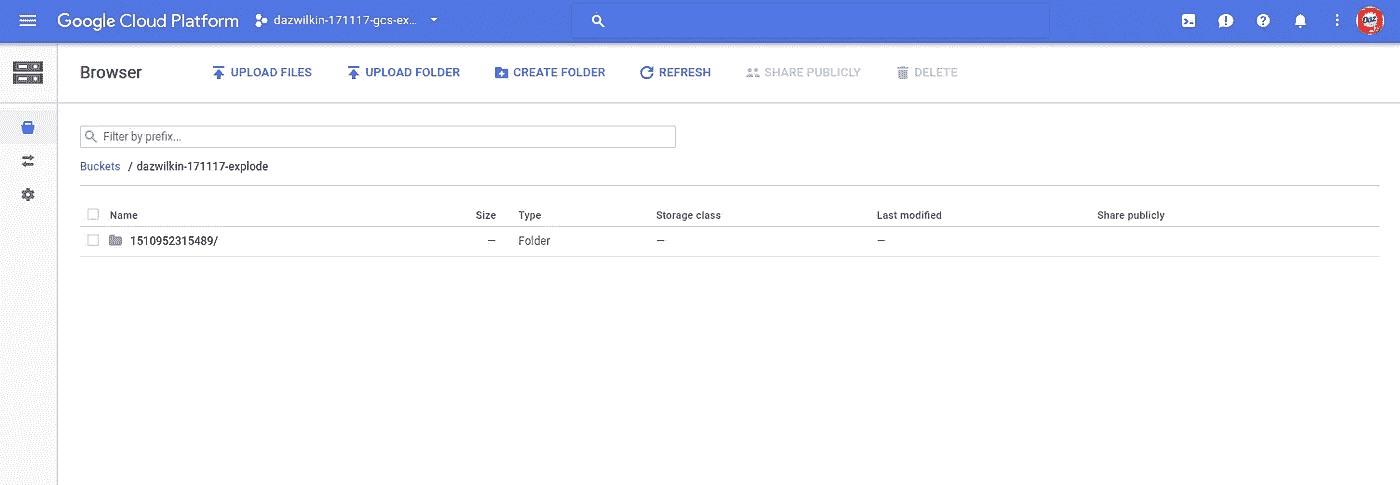 Google Cloud Platform dazwilkin-171117-gcs-ex...
Browser UPLOAD FILES UPLOAD FOLDER CREATE FOLDER REFRESH SHARE PUBLICLY DELETE
Filter by prefix...
Buckets / dazwilkin-171117-explode
Name Size Type Storage class Last modified Share publicly
1510952315489/ — Folder — —